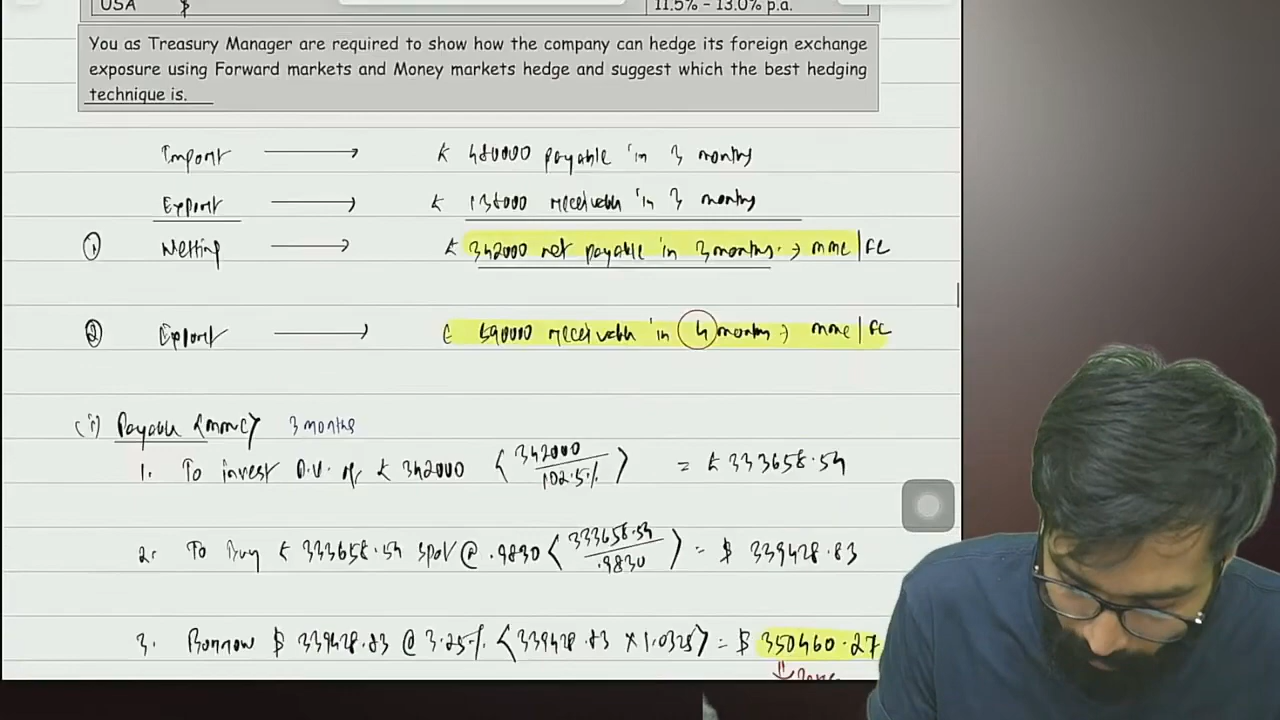 USA $ 11.5% – 13.0% p.a.
You as Treasury Manager are required to show how the company can hedge its foreign exchange
exposure using Forward markets and Money markets hedge and suggest which the best hedging
technique is.
Import → £ 480000 payable in 3 months
Export → £ 138000 receivable in 3 months
① Netting → £ 342000 net payable in 3 months → MMC|FC
② Export → £ 590000 receivable in 4 months → MMC|FC
(i) Payable (MMC) 3 months
1. To invest D.V. of £ 342000 ⟨342000/102.5%⟩ = £ 333658.54
2. To Buy £ 333658.54 spot @ .9830 ⟨333658.54/.9830⟩ = $ 339428.83
3. Borrow $ 339428.83 @ 3.25% ⟨339428.83 × 1.0325⟩ = $ 350460.27